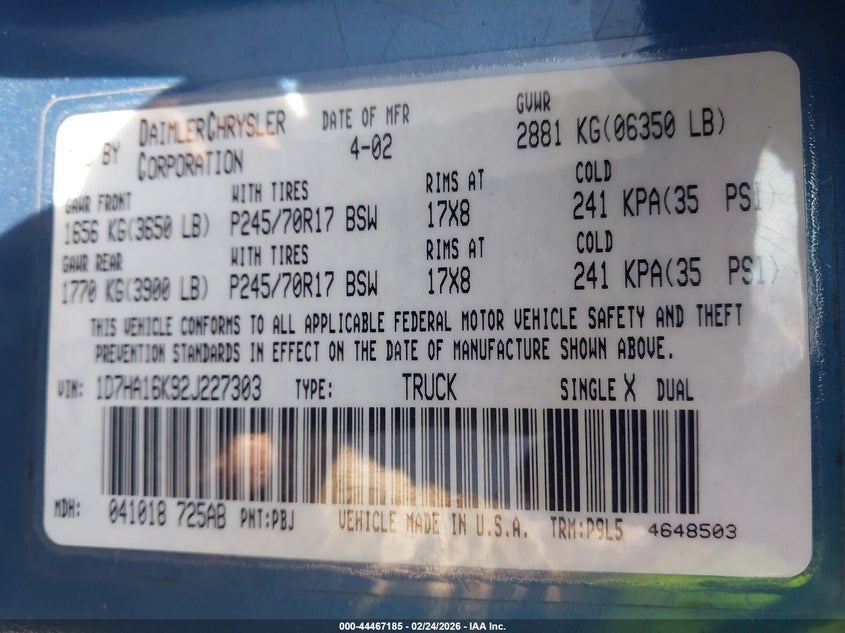 BY DAIMLERCHRYSLER CORPORATION DATE OF MFR 4-02 GVWR 2881 KG(06350 LB)
GAWR FRONT WITH TIRES RIMS AT COLD
1656 KG(3650 LB) P245/70R17 BSW 17X8 241 KPA(35 PSI)
GAWR REAR WITH TIRES RIMS AT COLD
1770 KG(3900 LB) P245/70R17 BSW 17X8 241 KPA(35 PSI)
THIS VEHICLE CONFORMS TO ALL APPLICABLE FEDERAL MOTOR VEHICLE SAFETY AND THEFT
PREVENTION STANDARDS IN EFFECT ON THE DATE OF MANUFACTURE SHOWN ABOVE.
VIN: 1D7HA16K92J227303 TYPE: TRUCK SINGLE X DUAL
MDH: 041018 725AB PNT:PBJ VEHICLE MADE IN U.S.A. TRM:P9L5 4648503
000-44467185 - 02/24/2026 - IAA Inc.